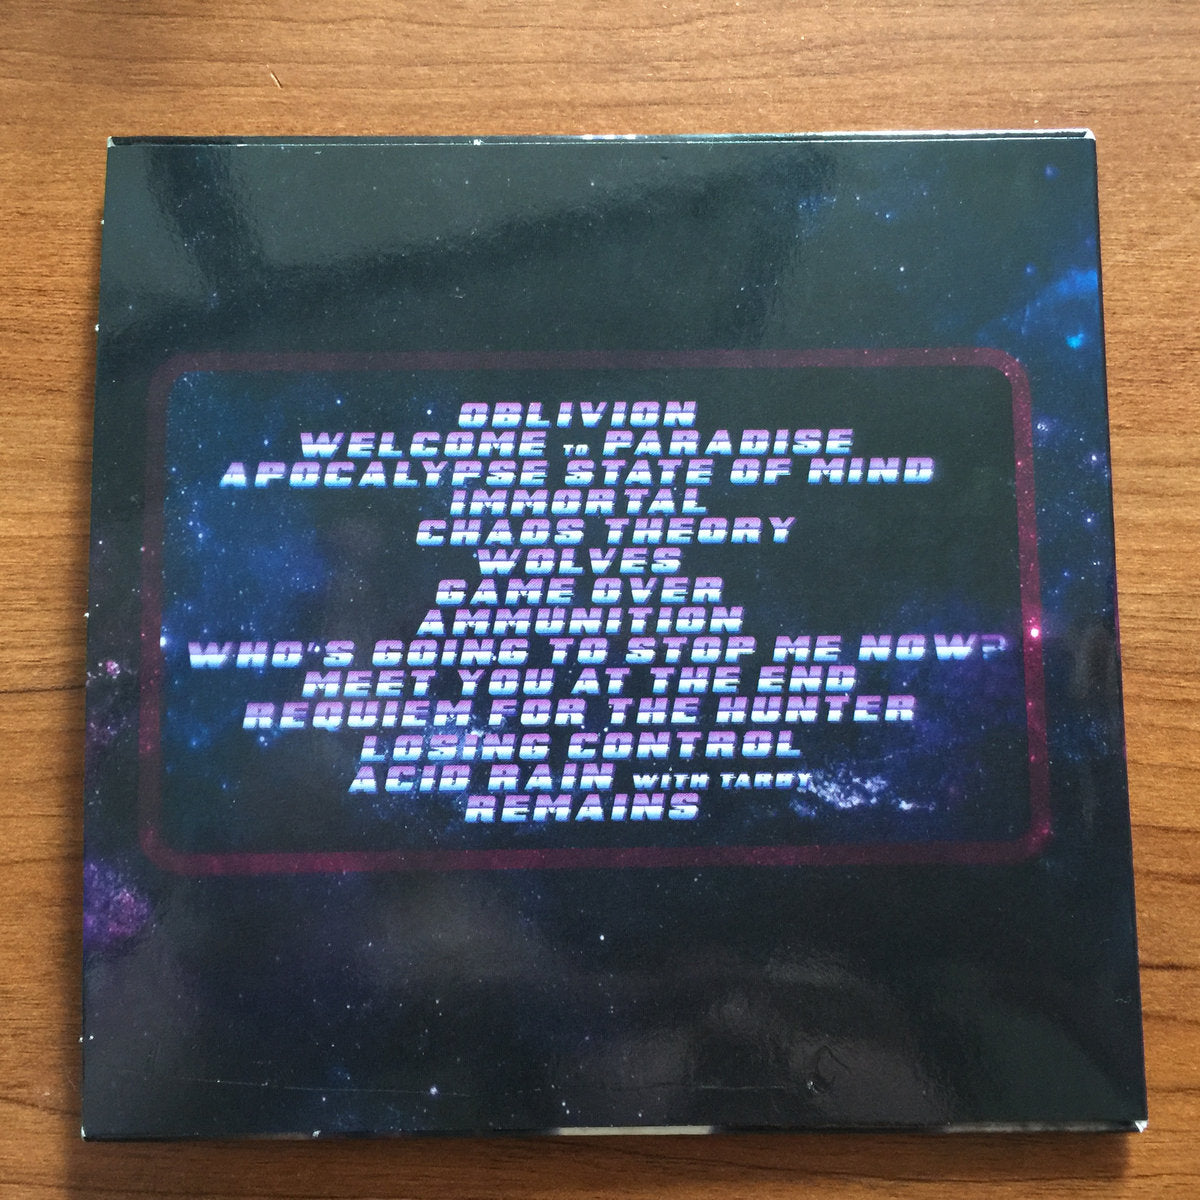 OBLIVION
WELCOME TO PARADISE
APOCALYPSE STATE OF MIND
IMMORTAL
CHAOS THEORY
WOLVES
GAME OVER
AMMUNITION
WHO'S GOING TO STOP ME NOW?
MEET YOU AT THE END
REQUIEM FOR THE HUNTER
LOSING CONTROL
ACID RAIN WITH TARBY
REMAINS